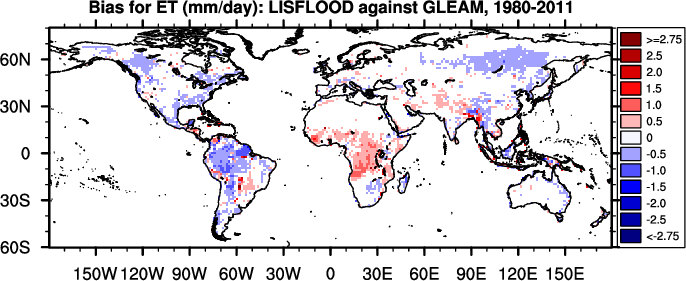 Bias for ET (mm/day): LISFLOOD against GLEAM, 1980-2011
>=2.75
60N
2.5
2.0
1.5
30N
1.0
0.5
0
0
-0.5
-1.0
30S
-1.5
-2.0
-2.5
60S
<-2.75
150W 120W 90W 60W 30W 0 30E 60E 90E 120E 150E